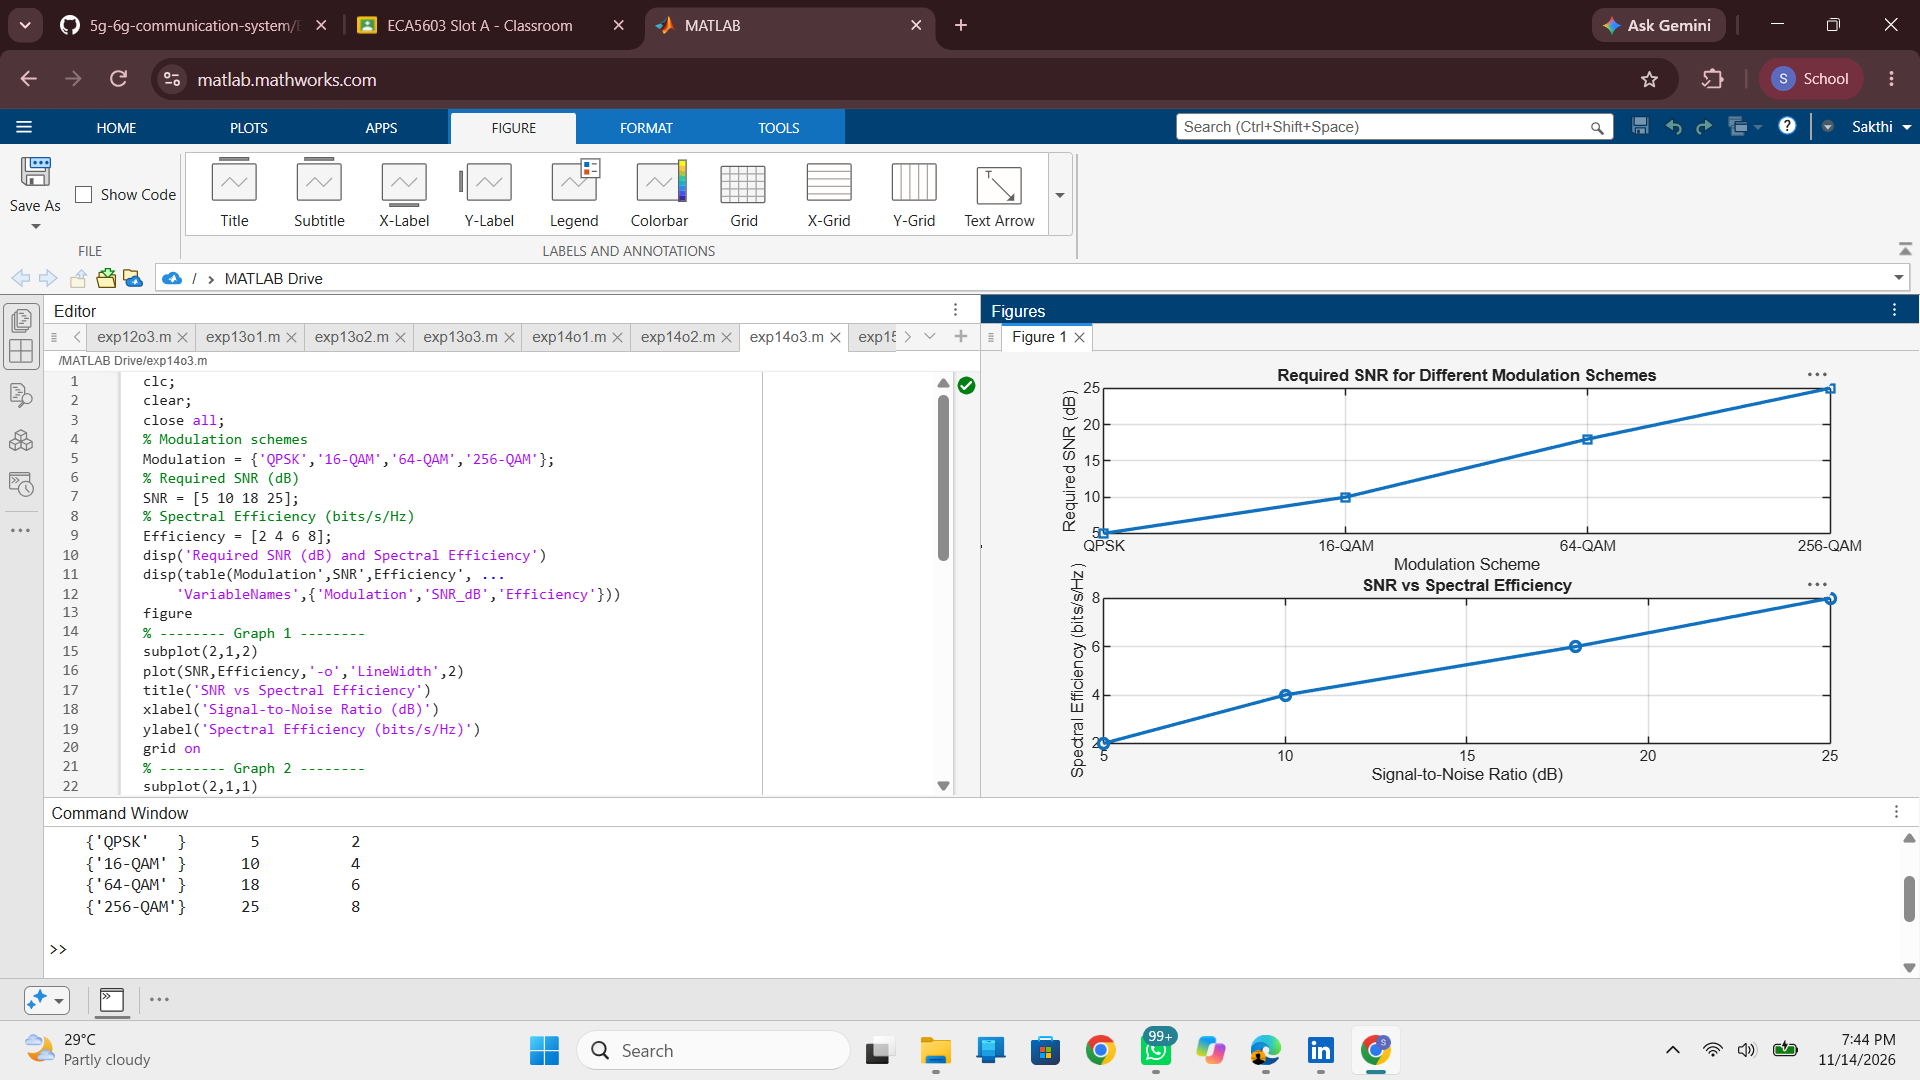 5g-6g-communication-system/
ECA5603 Slot A - Classroom
MATLAB
Ask Gemini
matlab.mathworks.com
S School
HOME PLOTS APPS FIGURE FORMAT TOOLS
Search (Ctrl+Shift+Space)
Sakthi
Save As
Show Code
Title Subtitle X-Label Y-Label Legend Colorbar Grid X-Grid Y-Grid Text Arrow
FILE
LABELS AND ANNOTATIONS
/ › MATLAB Drive
Editor
exp12o3.m exp13o1.m exp13o2.m exp13o3.m exp14o1.m exp14o2.m exp14o3.m exp15
/MATLAB Drive/exp14o3.m
1 clc;
2 clear;
3 close all;
4 % Modulation schemes
5 Modulation = {'QPSK','16-QAM','64-QAM','256-QAM'};
6 % Required SNR (dB)
7 SNR = [5 10 18 25];
8 % Spectral Efficiency (bits/s/Hz)
9 Efficiency = [2 4 6 8];
10 disp('Required SNR (dB) and Spectral Efficiency')
11 disp(table(Modulation',SNR',Efficiency', ...
12 'VariableNames',{'Modulation','SNR_dB','Efficiency'}))
13 figure
14 % -------- Graph 1 --------
15 subplot(2,1,2)
16 plot(SNR,Efficiency,'-o','LineWidth',2)
17 title('SNR vs Spectral Efficiency')
18 xlabel('Signal-to-Noise Ratio (dB)')
19 ylabel('Spectral Efficiency (bits/s/Hz)')
20 grid on
21 % -------- Graph 2 --------
22 subplot(2,1,1)
Figures
Figure 1
Required SNR for Different Modulation Schemes
Required SNR (dB)
25
20
15
10
5
QPSK 16-QAM 64-QAM 256-QAM
Modulation Scheme
SNR vs Spectral Efficiency
Spectral Efficiency (bits/s/Hz)
8
6
4
2
5 10 15 20 25
Signal-to-Noise Ratio (dB)
Command Window
{'QPSK' } 5 2
{'16-QAM' } 10 4
{'64-QAM' } 18 6
{'256-QAM'} 25 8
>>
29°C
Partly cloudy
Search
99+
7:44 PM
11/14/2026